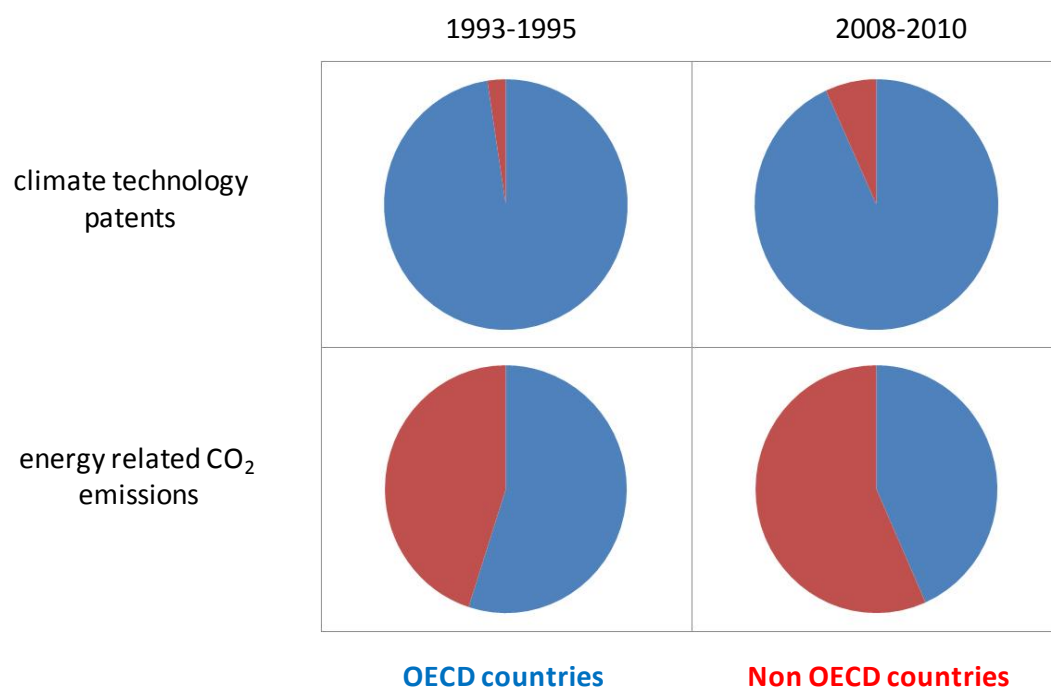 1993-1995
2008-2010
climate technology
patents
energy related CO₂
emissions
OECD countries
Non OECD countries